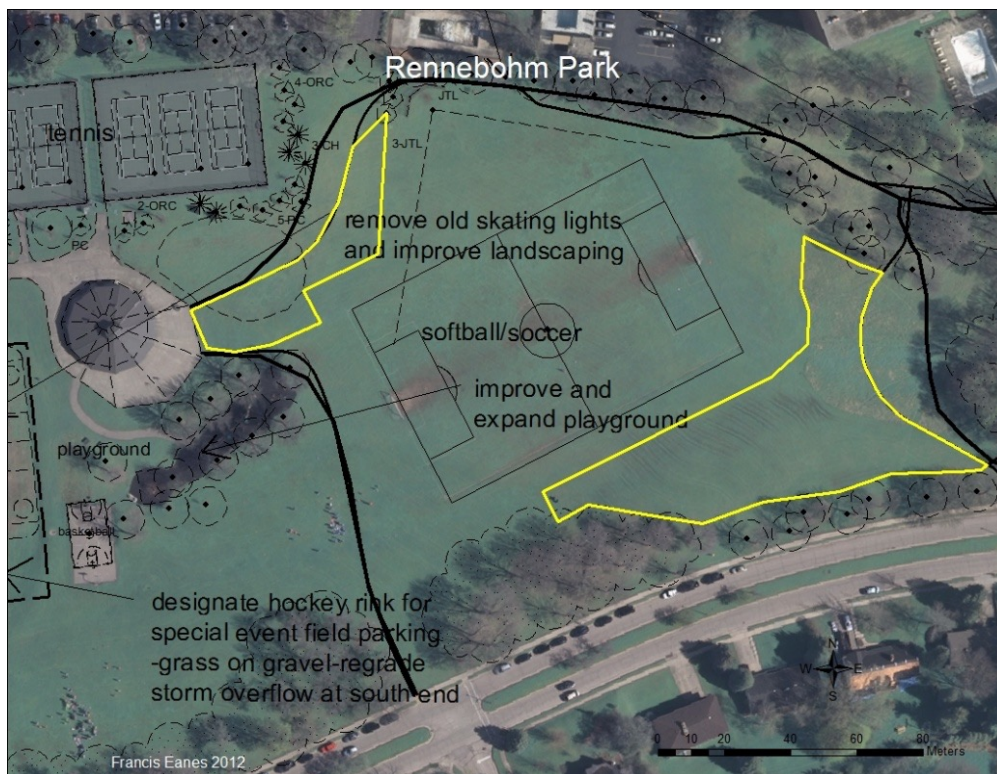 Rennebohm Park
4-ORC
JTL
tennis
3-CH
3-JTL
2-ORC
5-PC
PC
remove old skating lights
and improve landscaping
softball/soccer
improve and
expand playground
playground
basketball
designate hockey rink for
special event field parking
-grass on gravel-regrade
storm overflow at south end
N
W E
S
0 10 20 40 60 80
Meters
Francis Eanes 2012